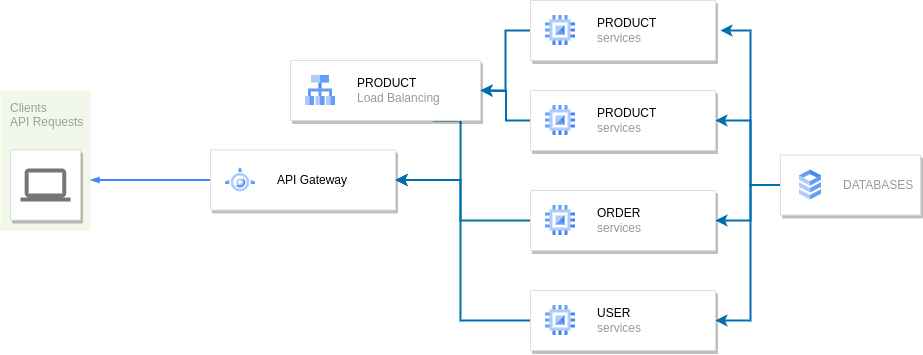 Clients
API Requests
API Gateway
PRODUCT
Load Balancing
PRODUCT
services
PRODUCT
services
ORDER
services
USER
services
DATABASES